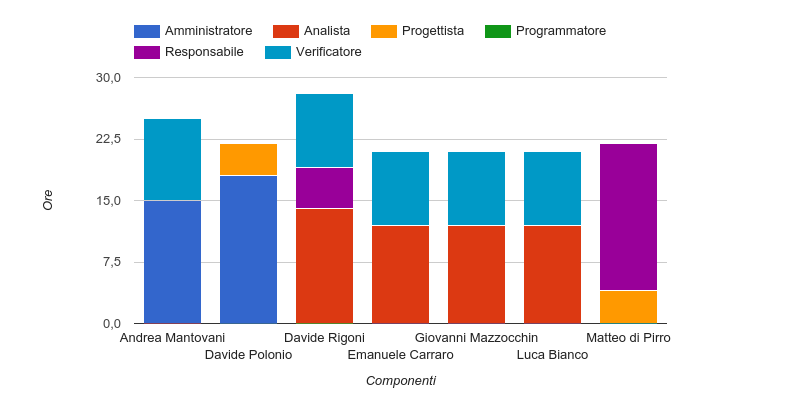 Amministratore Analista Progettista Programmatore
Responsabile Verificatore
30,0
22,5
15,0
7,5
0,0
Ore
Andrea Mantovani Davide Rigoni Giovanni Mazzocchin Matteo di Pirro
Davide Polonio Emanuele Carraro Luca Bianco
Componenti